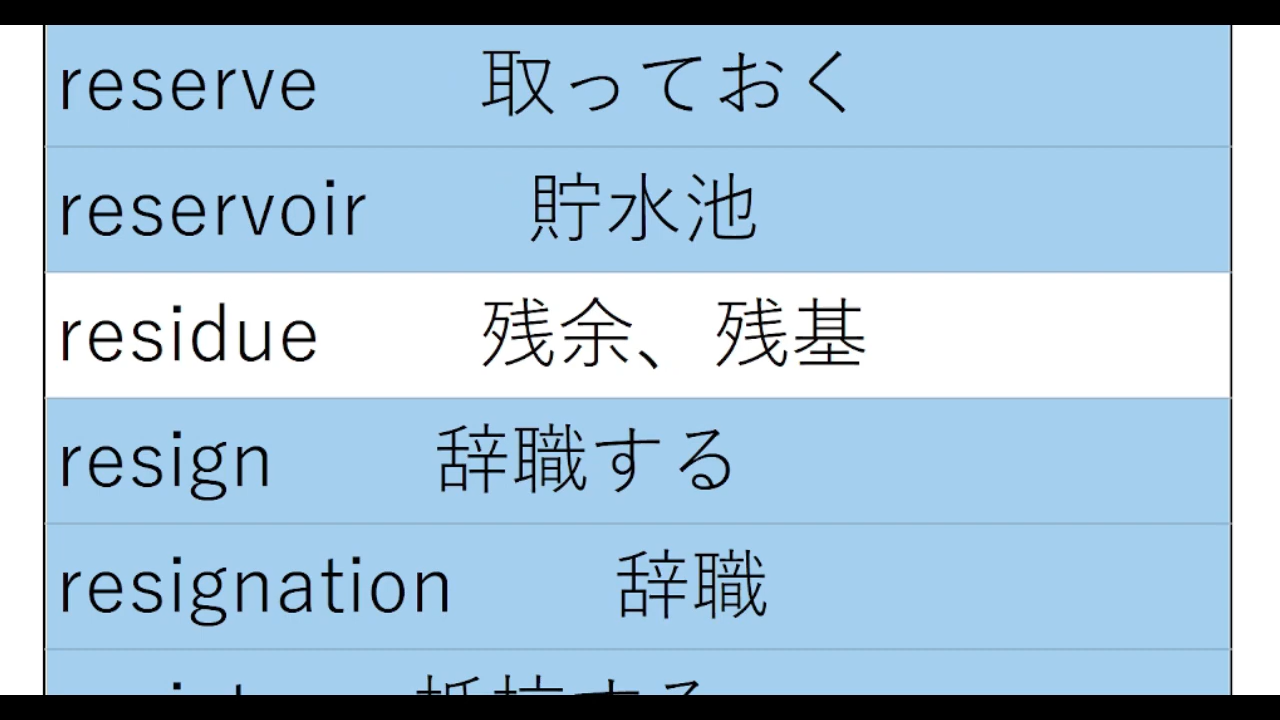 reserve 取っておく
reservoir 貯水池
residue 残余、残基
resign 辞職する
resignation 辞職